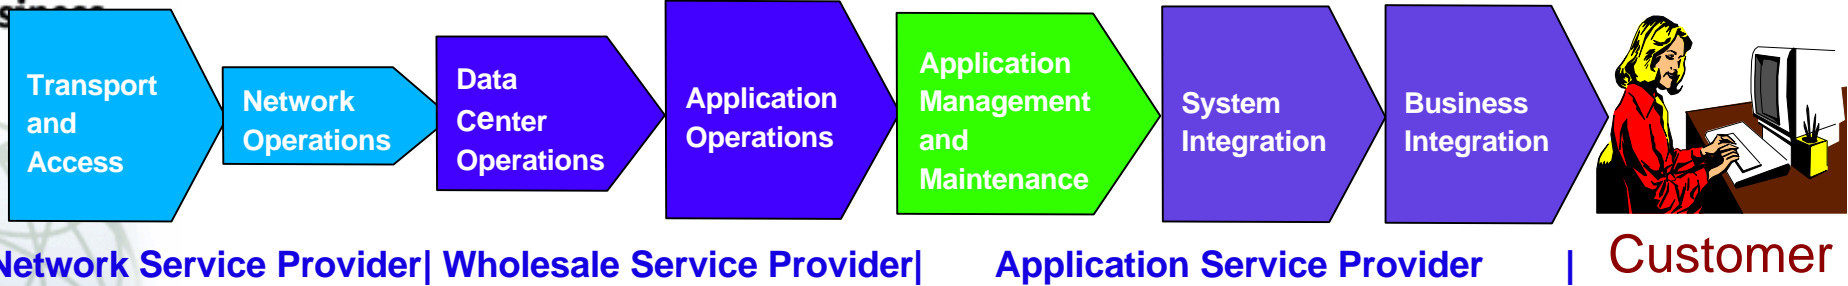 Transport
and
Access
Network
Operations
Data
Center
Operations
Application
Operations
Application
Management
and
Maintenance
System
Integration
Business
Integration
Network Service Provider| Wholesale Service Provider| Application Service Provider | Customer